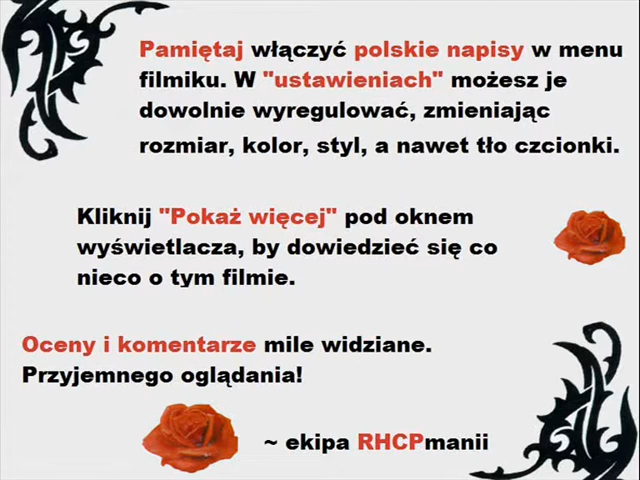 Pamiętaj włączyć polskie napisy w menu
filmiku. W "ustawieniach" możesz je
dowolnie wyregulować, zmieniając
rozmiar, kolor, styl, a nawet tło czcionki.
Kliknij "Pokaż więcej" pod oknem
wyświetlacza, by dowiedzieć się co
nieco o tym filmie.
Oceny i komentarze mile widziane.
Przyjemnego oglądania!
~ ekipa RHCPmanii